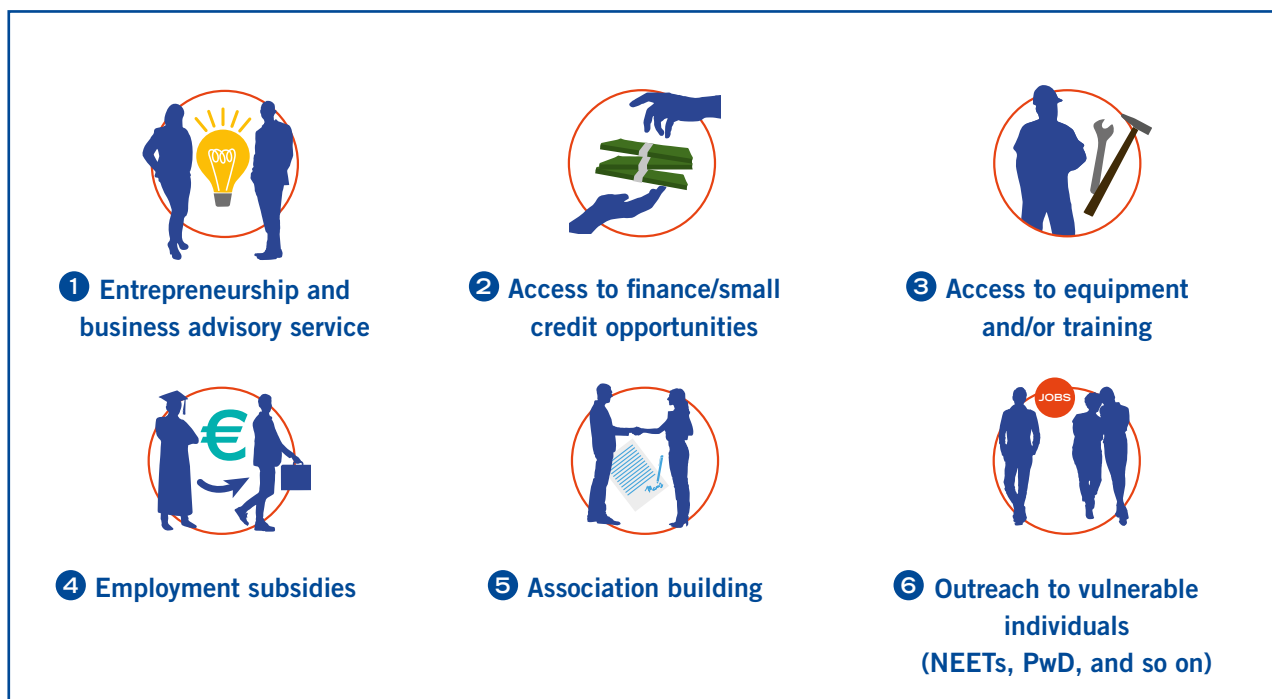 1 Entrepreneurship and
business advisory service
2 Access to finance/small
credit opportunities
3 Access to equipment
and/or training
€
4 Employment subsidies
5 Association building
JOBS
6 Outreach to vulnerable
individuals
(NEETs, PwD, and so on)